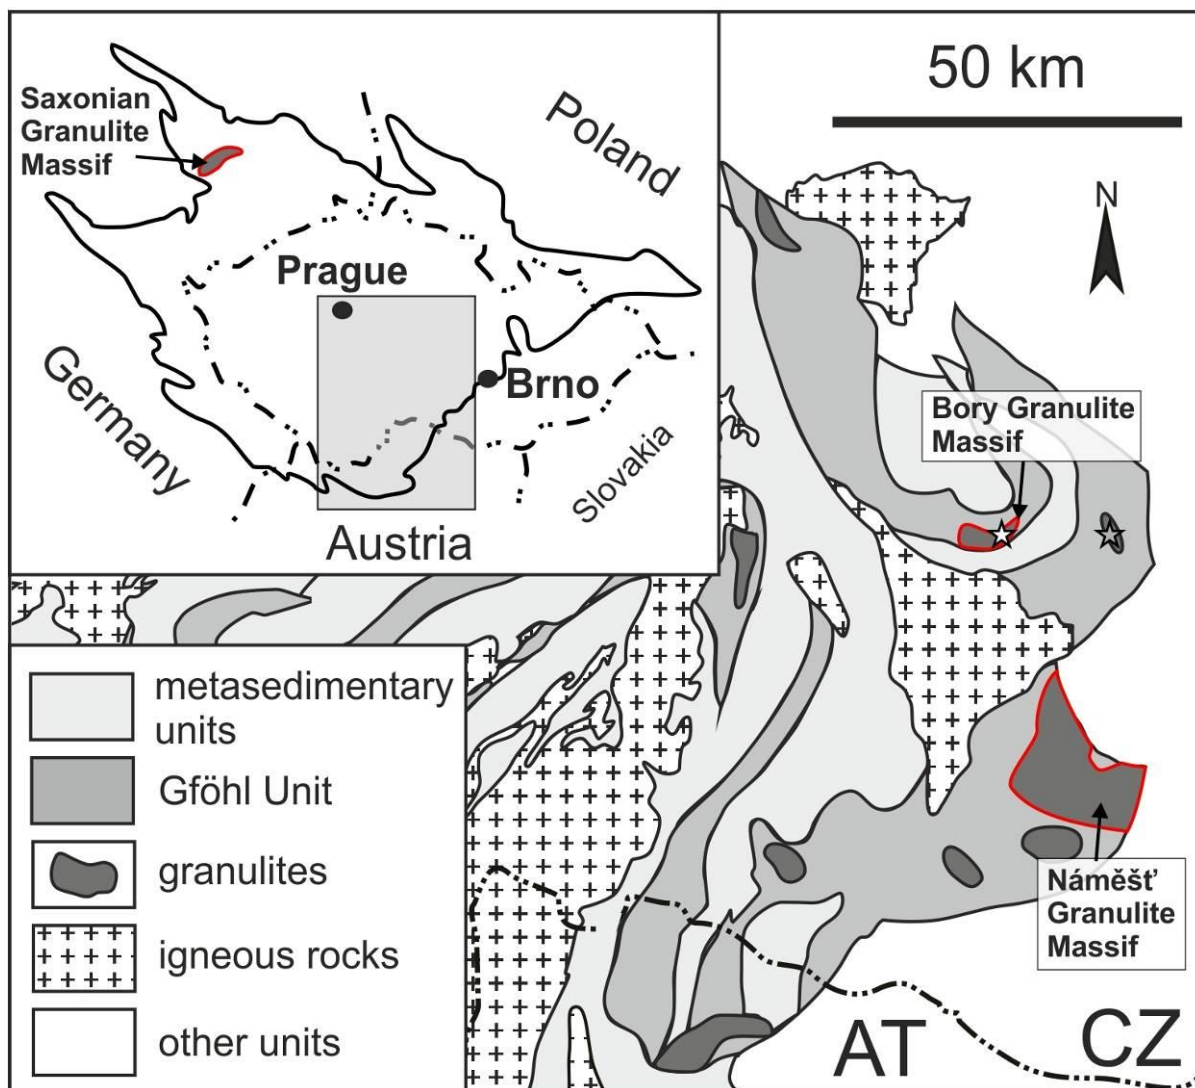 Saxonian
Granulite
Massif
Poland
Prague
Germany
Brno
Slovakia
Austria
50 km
N
Bory Granulite
Massif
metasedimentary
units
Gföhl Unit
granulites
igneous rocks
other units
Náměšť
Granulite
Massif
AT
CZ